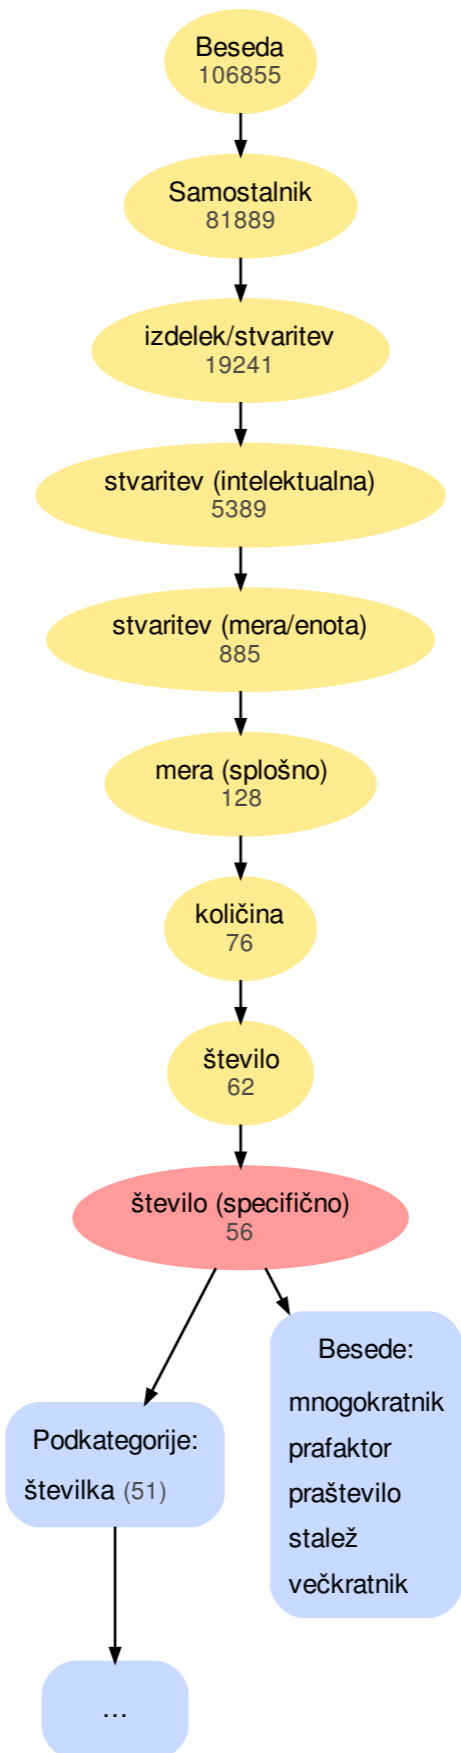 Beseda
106855
Samostalnik
81889
izdelek/stvaritev
19241
stvaritev (intelektualna)
5389
stvaritev (mera/enota)
885
mera (splošno)
128
količina
76
število
62
število (specifično)
56
Besede:
mnogokratnik
prafaktor
praštevilo
stalež
večkratnik
Podkategorije:
številka (51)
...